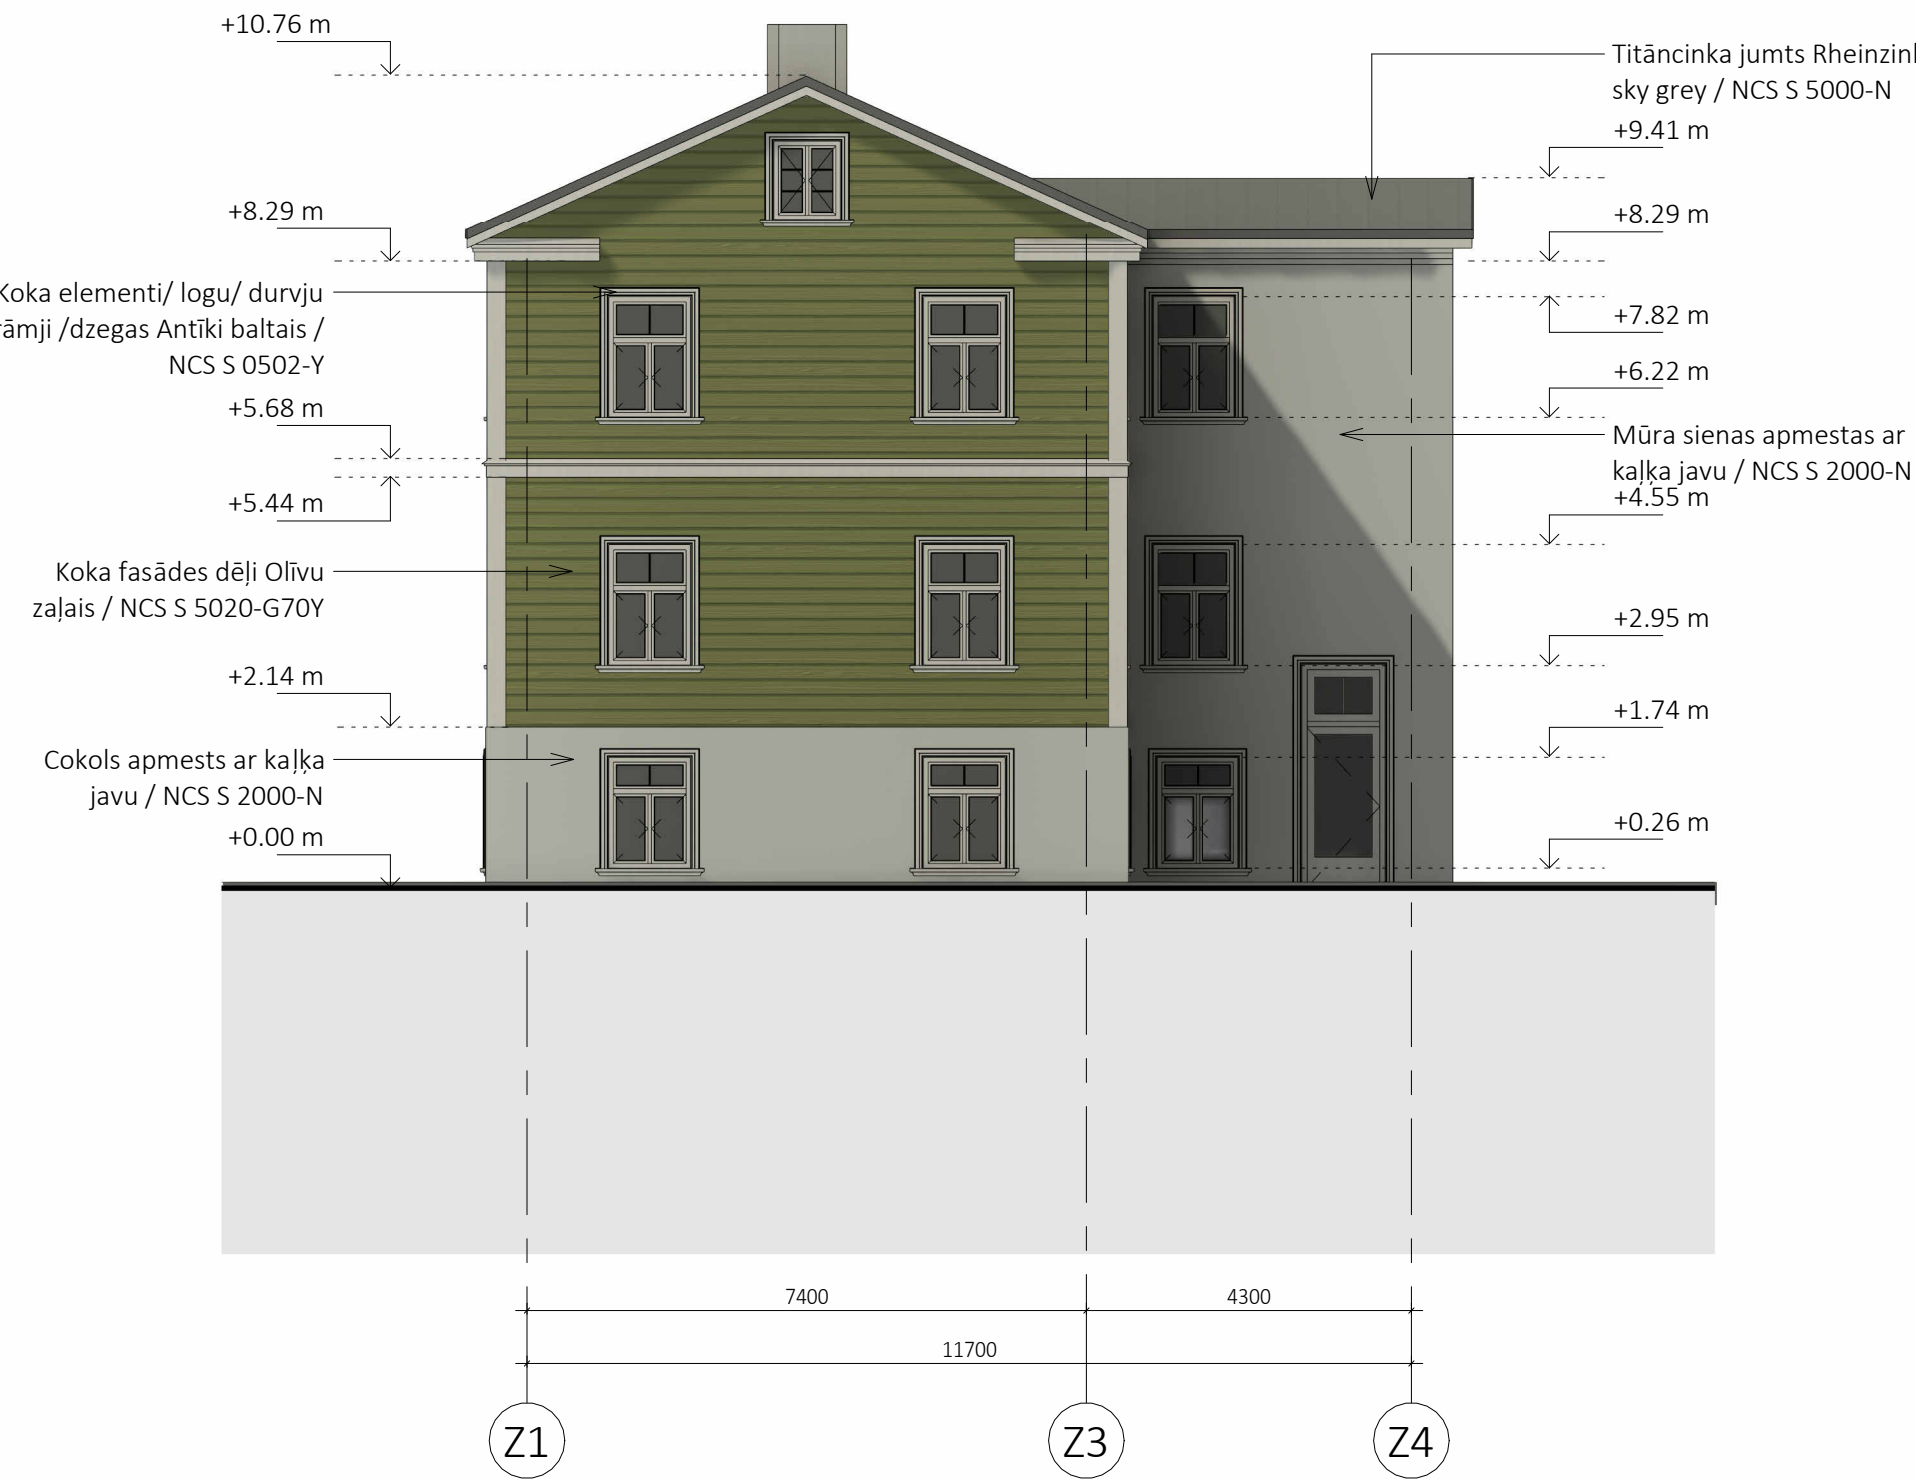 +10.76 m
+8.29 m
elementi/ logu/ durvju
/dzegas Antīki baltais /
NCS S 0502-Y
+5.68 m
+5.44 m
Koka fasādes dēļi Olīvu
zaļais / NCS S 5020-G70Y
+2.14 m
Cokols apmests ar kaļķa
javu / NCS S 2000-N
+0.00 m
Titāncinka jumts
sky grey / NCS S 5000-N
+9.41 m
+8.29 m
+7.82 m
+6.22 m
Mūra sienas apmestas ar
kaļķa javu / NCS S 2000-N
+4.55 m
+2.95 m
+1.74 m
+0.26 m
7400
4300
11700
Z1
Z3
Z4